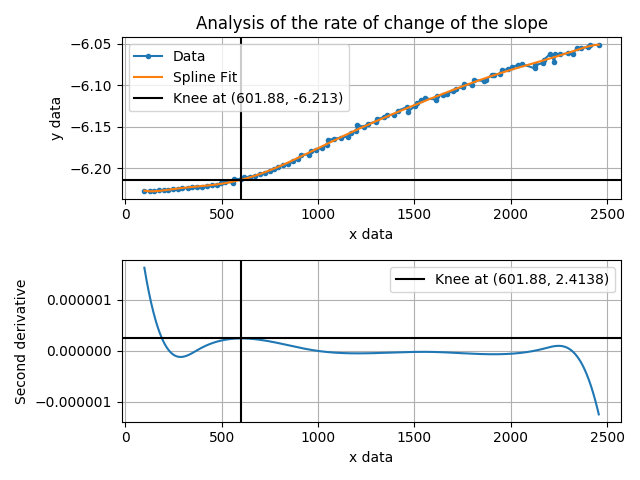 Analysis of the rate of change of the slope
−6.05
−6.10
−6.15
−6.20
y data
Data
Spline Fit
Knee at (601.88, -6.213)
0
500
1000
1500
2000
2500
x data
0.000001
0.000000
−0.000001
Second derivative
Knee at (601.88, 2.4138)
0
500
1000
1500
2000
2500
x data